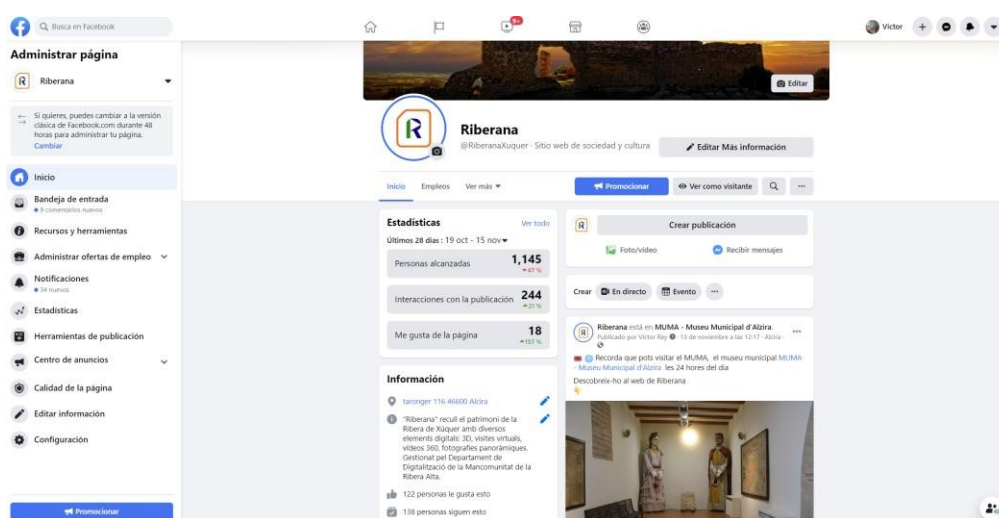 Busca en Facebook
9+
Victor
Administrar página
Riberana
Si quieres, puedes cambiar a la versión
clásica de Facebook.com durante 48
horas para administrar tu página.
Cambiar
Inicio
Bandeja de entrada
9 comentarios nuevos
Recursos y herramientas
Administrar ofertas de empleo
Notificaciones
34 nuevos
Estadísticas
Herramientas de publicación
Centro de anuncios
Calidad de la página
Editar información
Configuración
Promocionar
Editar
Riberana
@RiberanaXuquer · Sitio web de sociedad y cultura
Editar Más información
Inicio Empleos Ver más
Promocionar
Ver como visitante
Estadísticas
Ver todo
Últimos 28 días : 19 oct - 15 nov
Personas alcanzadas 1,145
47 %
Interacciones con la publicación 244
21 %
Me gusta de la página 18
157 %
Información
taronger 116 46600 Alcira
"Riberana" recull el patrimoni de la
Ribera de Xúquer amb diversos
elements digitals: 3D, visites virtuals,
vídeos 360, fotografies panoràmiques.
Gestionat pel Departament de
Digitalització de la Mancomunitat de la
Ribera Alta.
122 personas le gusta esto
138 personas siguen esto
Crear publicación
Foto/vídeo
Recibir mensajes
Crear
En directo
Evento
Riberana está en MUMA - Museu Municipal d'Alzira.
Publicado por Víctor Rey · 13 de noviembre a las 12:17 · Alcira ·
Recorda que pots visitar el MUMA, el museu municipal MUMA
- Museu Municipal d'Alzira les 24 hores del dia
Descobreix-ho al web de Riberana